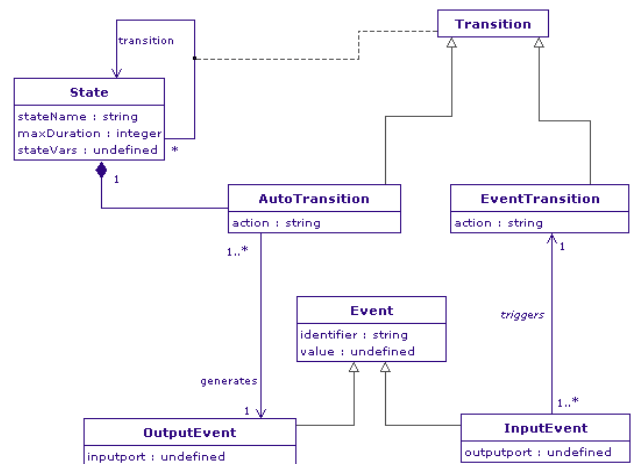 Transition
transition
State
stateName : string
maxDuration : integer
stateVars : undefined
*
1
AutoTransition
action : string
EventTransition
action : string
1..*
1
Event
identifier : string
value : undefined
triggers
generates
1
1..*
OutputEvent
inputport : undefined
InputEvent
outputport : undefined